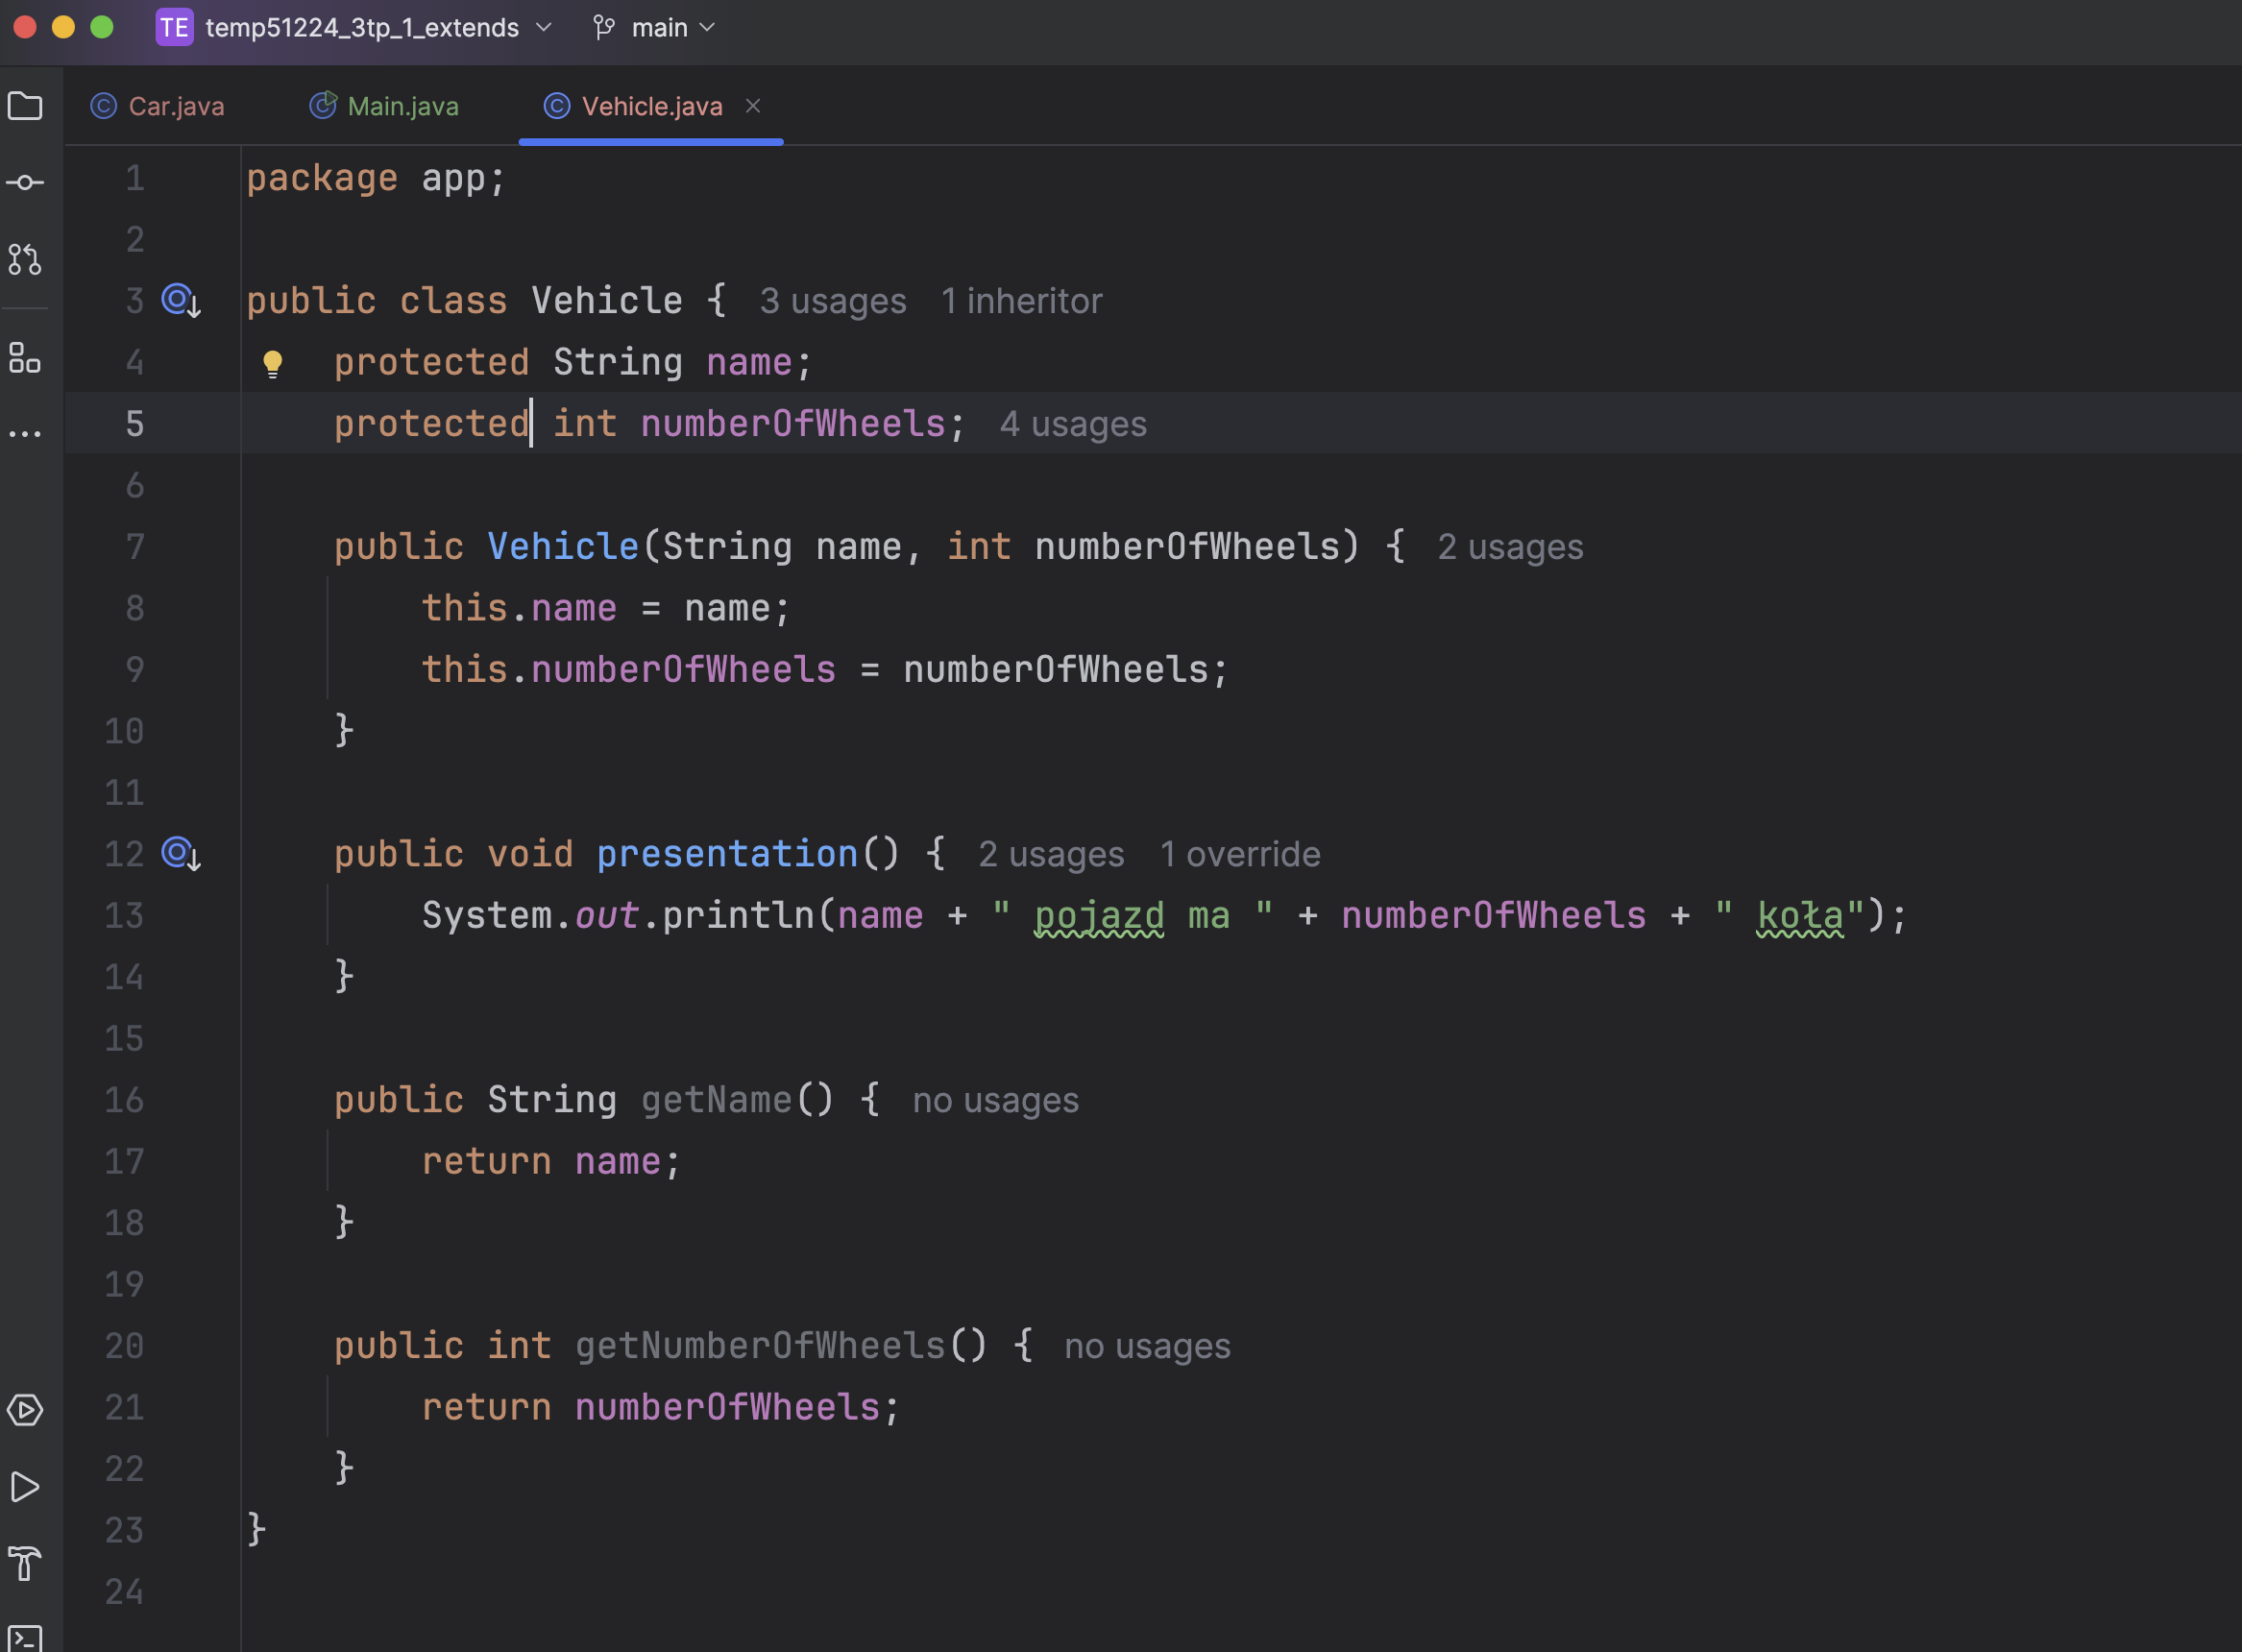 TE temp51224_3tp_1_extends main
Car.java Main.java Vehicle.java
1 package app;
2
3 public class Vehicle { 3 usages 1 inheritor
4 protected String name;
5 protected int numberOfWheels; 4 usages
6
7 public Vehicle(String name, int numberOfWheels) { 2 usages
8 this.name = name;
9 this.numberOfWheels = numberOfWheels;
10 }
11
12 public void presentation() { 2 usages 1 override
13 System.out.println(name + " pojazd ma " + numberOfWheels + " koła");
14 }
15
16 public String getName() { no usages
17 return name;
18 }
19
20 public int getNumberOfWheels() { no usages
21 return numberOfWheels;
22 }
23 }
24